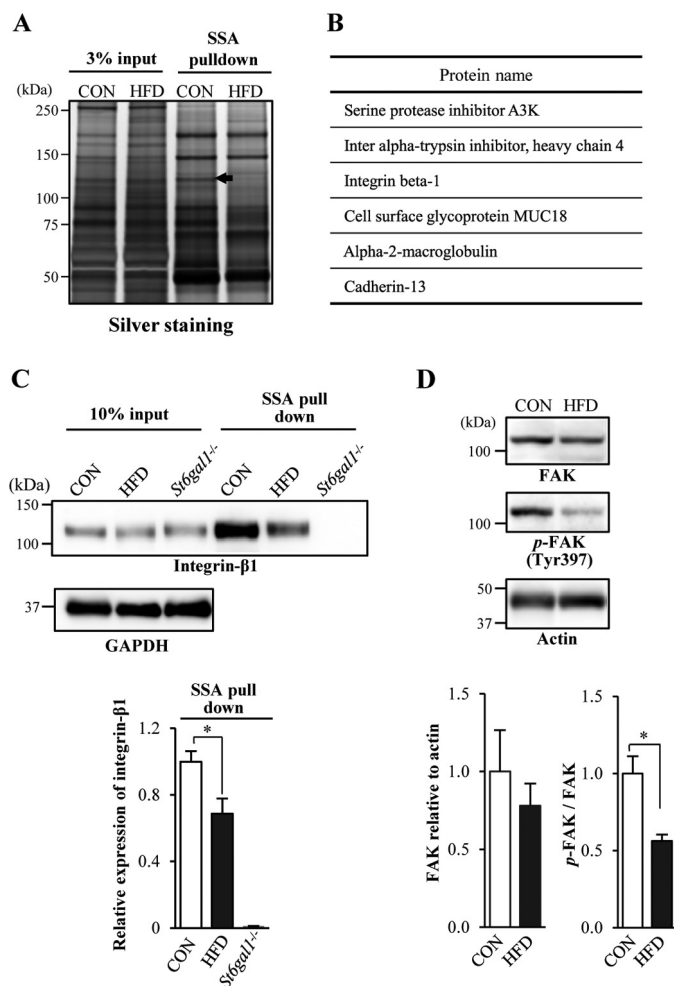 A
3% input
SSA
pulldown
(kDa)
CON
HFD
CON
HFD
250
150
100
75
50
Silver staining
B
Protein name
Serine protease inhibitor A3K
Inter alpha-trypsin inhibitor, heavy chain 4
Integrin beta-1
Cell surface glycoprotein MUC18
Alpha-2-macroglobulin
Cadherin-13
C
10% input
SSA pull
down
(kDa)
CON
HFD
St6gal1-/-
CON
HFD
St6gal1-/-
150
100
Integrin-β1
37
GAPDH
SSA pull
down
Relative expression of integrin-β1
1.2
0.8
0.4
0
*
CON
HFD
St6gal1-/-
D
CON
HFD
(kDa)
100
FAK
100
p-FAK
(Tyr397)
50
37
Actin
FAK relative to actin
1.5
1.0
0.5
0.0
CON
HFD
p-FAK / FAK
1.5
1.0
0.5
0.0
*
CON
HFD